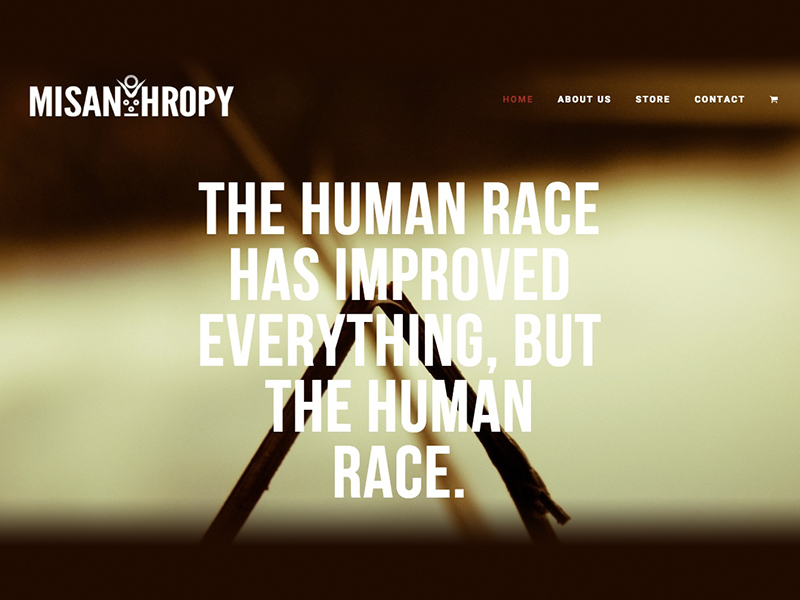 MISANTHROPY
HOME ABOUT US STORE CONTACT
THE HUMAN RACE
HAS IMPROVED
EVERYTHING, BUT
THE HUMAN
RACE.